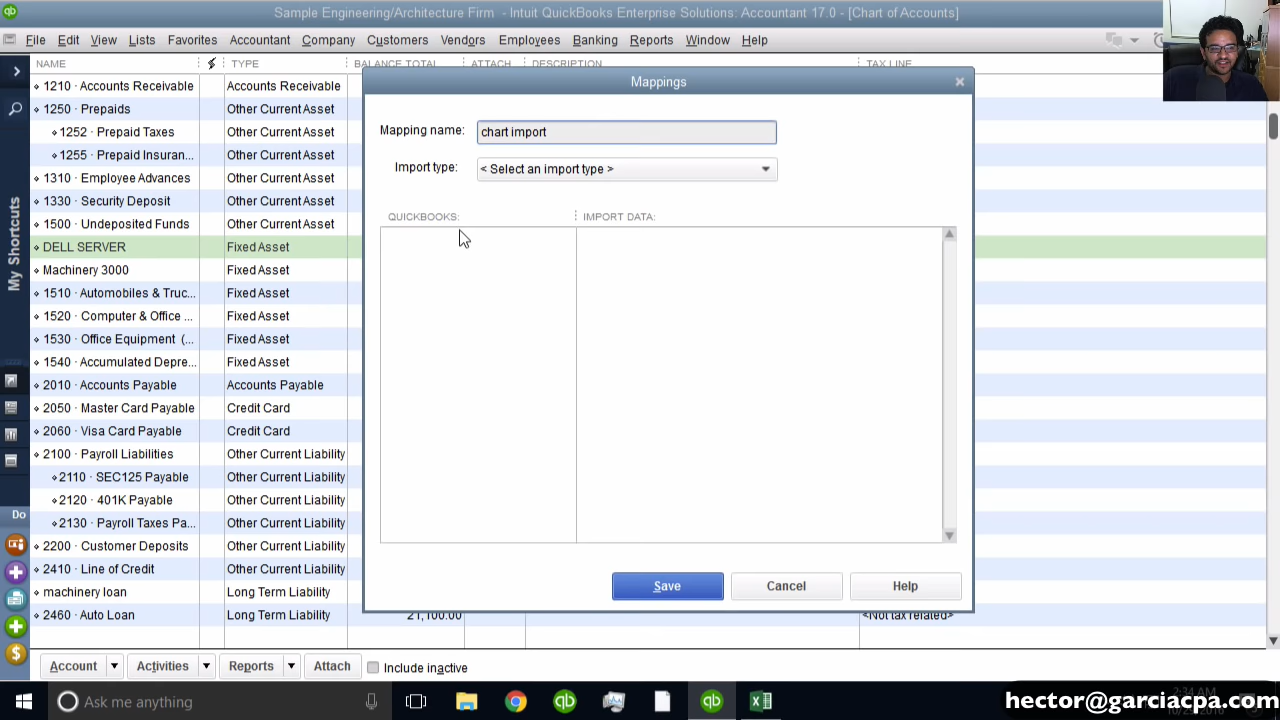 Sample Engineering/Architecture Firm - Intuit QuickBooks Enterprise Solutions: Accountant 17.0 - [Chart of Accounts]
File Edit View Lists Favorites Accountant Company Customers Vendors Employees Banking Reports Window Help
NAME TYPE BALANCE TOTAL ATTACH DESCRIPTION TAX LINE
Mappings
1210 · Accounts Receivable Accounts Receivable
1250 · Prepaids Other Current Asset
1252 · Prepaid Taxes Other Current Asset
1255 · Prepaid Insuran... Other Current Asset
1310 · Employee Advances Other Current Asset
1330 · Security Deposit Other Current Asset
1500 · Undeposited Funds Other Current Asset
DELL SERVER Fixed Asset
Machinery 3000 Fixed Asset
1510 · Automobiles & Truc... Fixed Asset
1520 · Computer & Office ... Fixed Asset
1530 · Office Equipment (... Fixed Asset
1540 · Accumulated Depre... Fixed Asset
2010 · Accounts Payable Accounts Payable
2050 · Master Card Payable Credit Card
2060 · Visa Card Payable Credit Card
2100 · Payroll Liabilities Other Current Liability
2110 · SEC125 Payable Other Current Liability
2120 · 401K Payable Other Current Liability
2130 · Payroll Taxes Pa... Other Current Liability
2200 · Customer Deposits Other Current Liability
2410 · Line of Credit Other Current Liability
machinery loan Long Term Liability
2460 · Auto Loan Long Term Liability 21,100.00 <Not tax related>
Mapping name: chart import
Import type: < Select an import type >
QUICKBOOKS: IMPORT DATA:
Save Cancel Help
My Shortcuts
Do
Account Activities Reports Attach Include inactive
Ask me anything
2:34 AM
hector@garciacpa.com